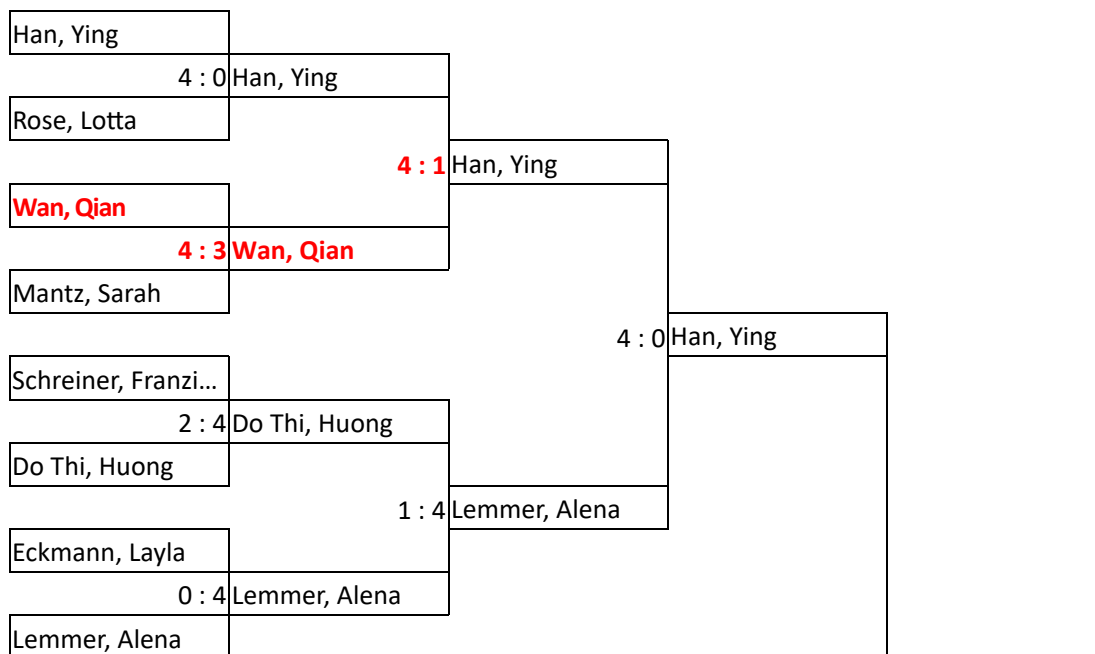 Han, Ying
4 : 0 Han, Ying
Rose, Lotta
4 : 1 Han, Ying
Wan, Qian
4 : 3 Wan, Qian
Mantz, Sarah
4 : 0 Han, Ying
Schreiner, Franzi...
2 : 4 Do Thi, Huong
Do Thi, Huong
1 : 4 Lemmer, Alena
Eckmann, Layla
0 : 4 Lemmer, Alena
Lemmer, Alena